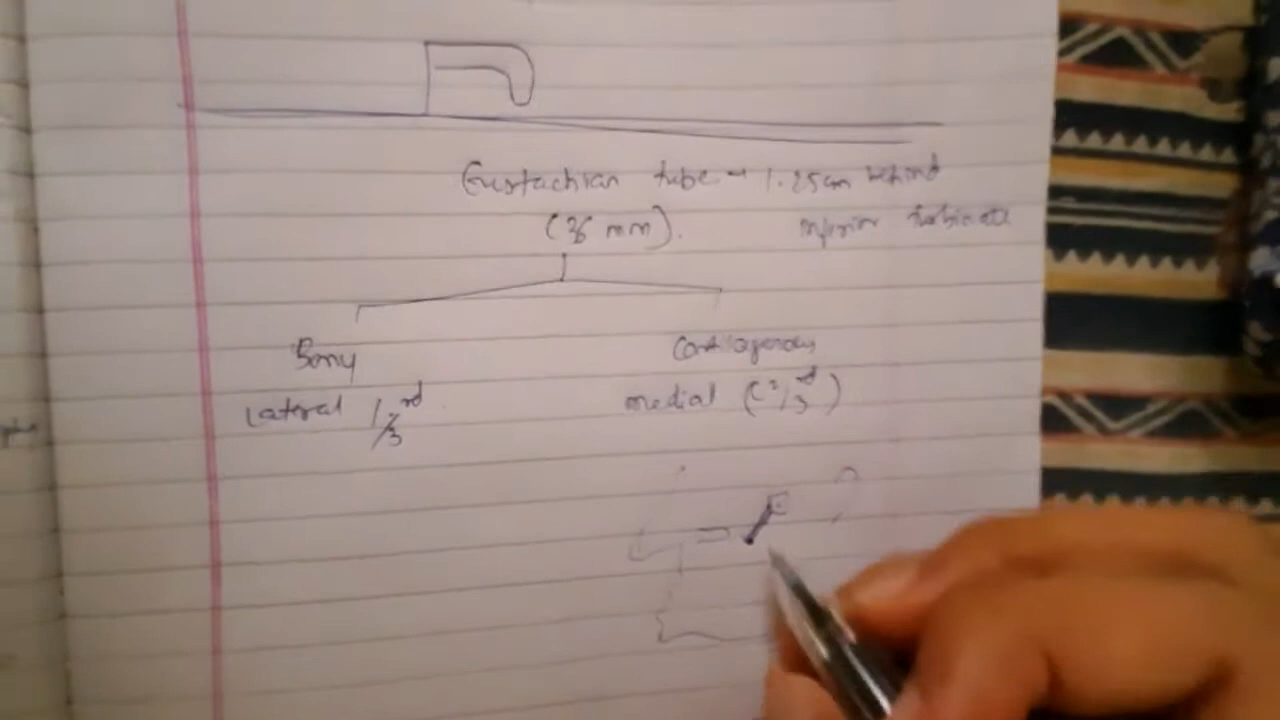 Eustachian tube - 1.25cm behind
(36 mm). inferior turbinate
Bony Cartilagenous
Lateral 1/3rd medial (2/3rd)